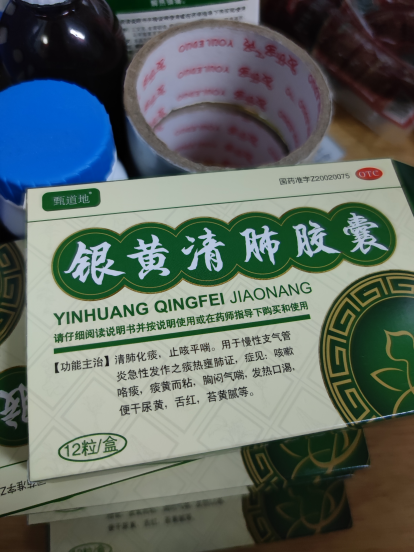 甄道地
国药准字Z20020075
OTC
银黄清肺胶囊
YINHUANG QINGFEI JIAONANG
请仔细阅读说明书并按说明使用或在药师指导下购买和使用
【功能主治】清肺化痰，止咳平喘。用于慢性支气管
炎急性发作之痰热壅肺证，症见：咳嗽
咯痰，痰黄而粘，胸闷气喘，发热口渴，
便干尿黄，舌红，苔黄腻等。
12粒/盒